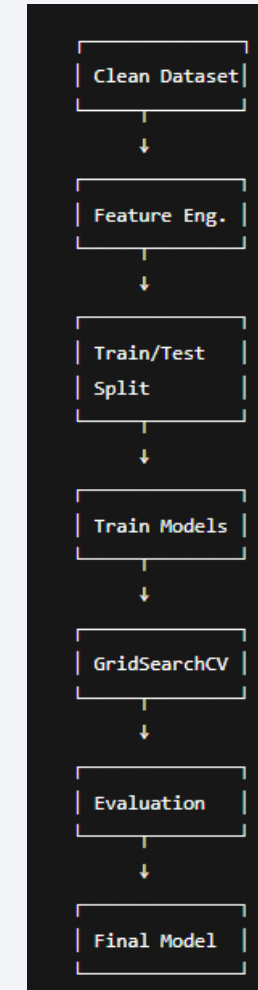 Clean Dataset
↓
Feature Eng.
↓
Train/Test
Split
↓
Train Models
↓
GridSearchCV
↓
Evaluation
↓
Final Model